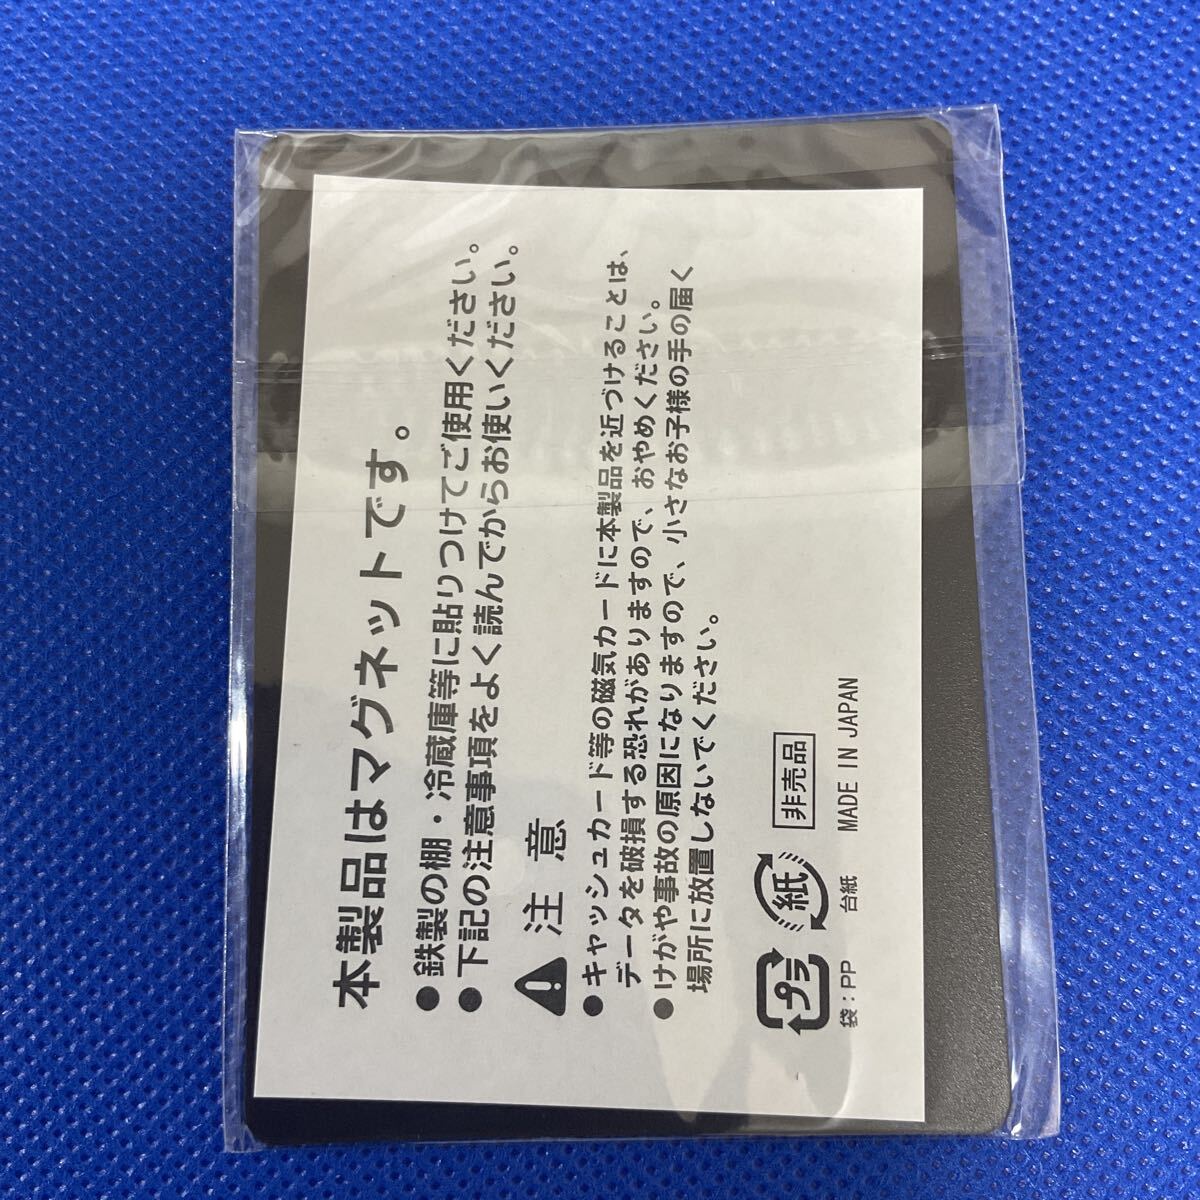 本製品はマグネットです。
●鉄製の棚・冷蔵庫等に貼りつけてご使用ください。
●下記の注意事項をよく読んでからお使いください。
注意
●キャッシュカード等の磁気カードに本製品を近づけることは、
データを破損する恐れがありますので、おやめください。
●けがや事故の原因になりますので、小さなお子様の手の届く
場所に放置しないでください。
プラ 紙 非売品
袋：PP 台紙 MADE IN JAPAN